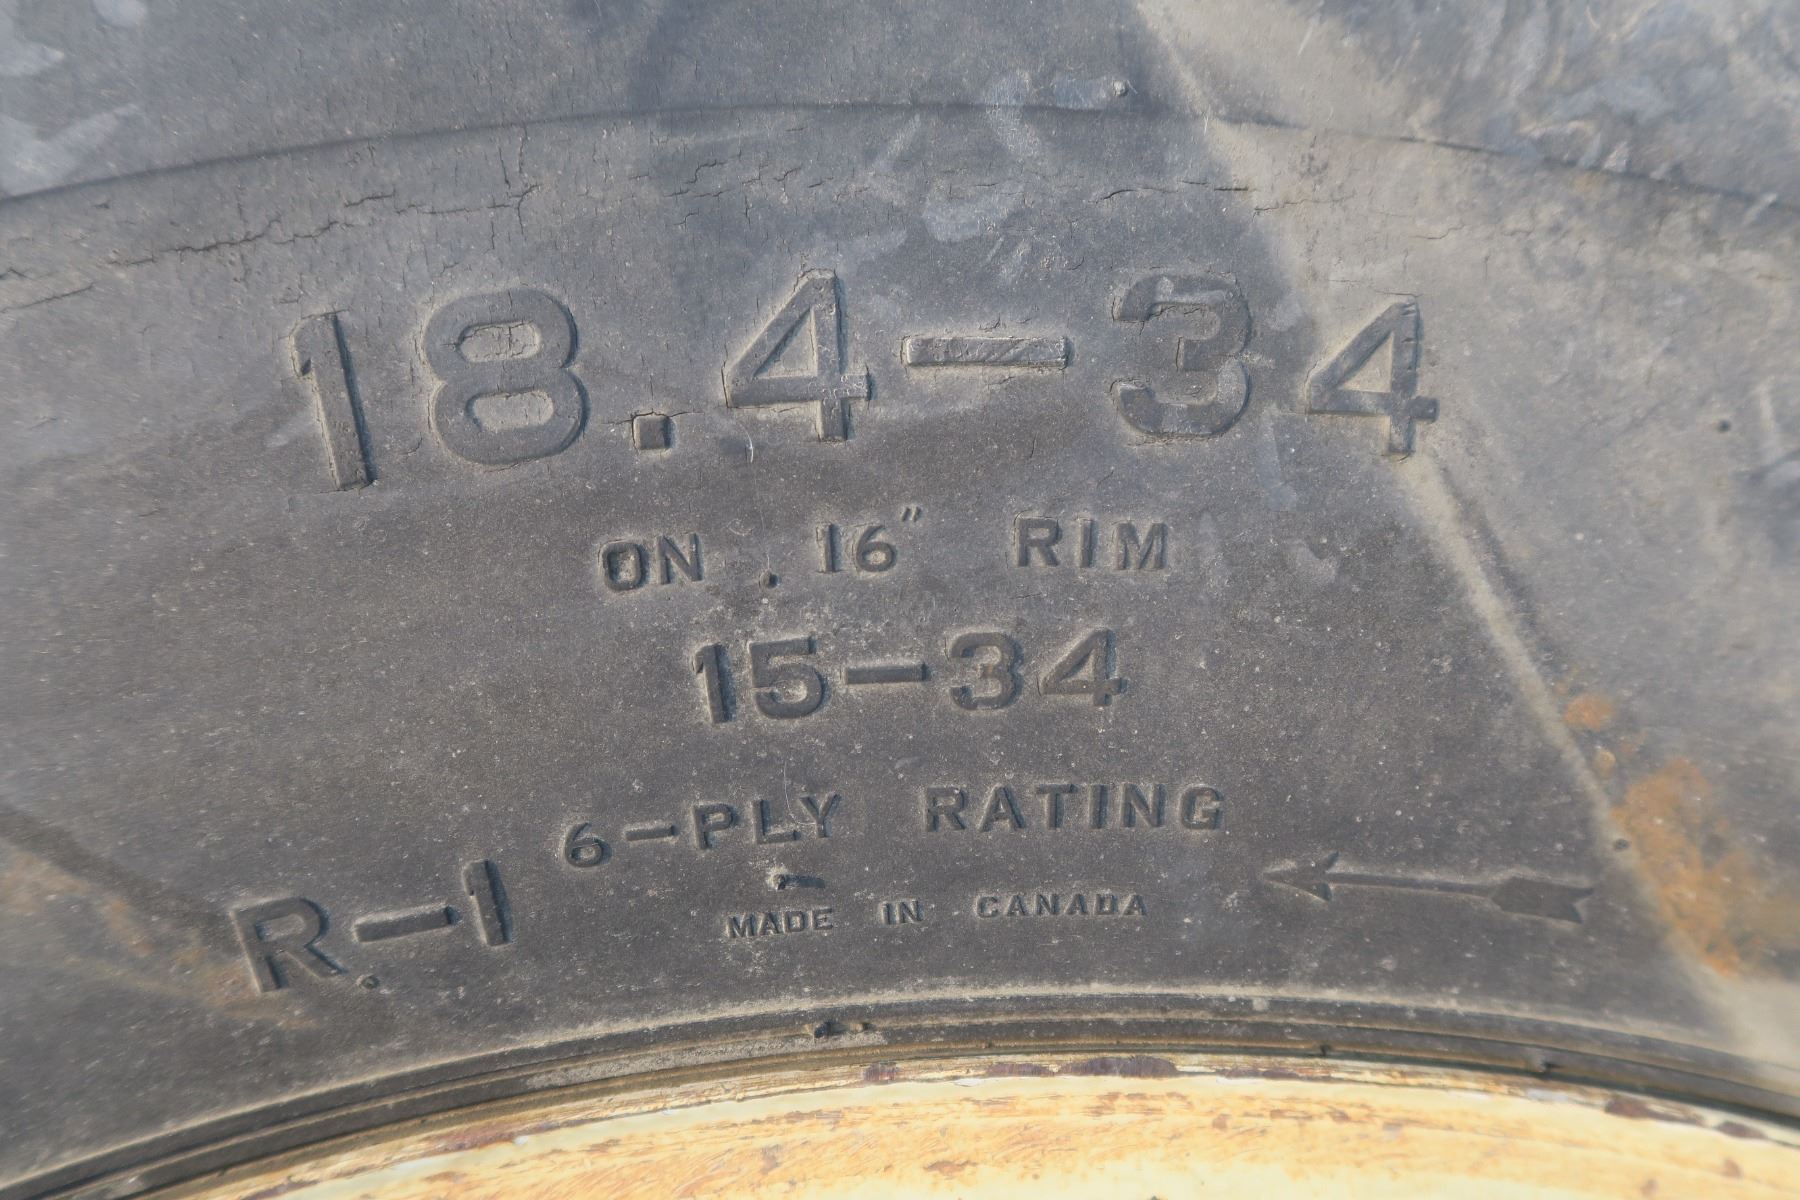 18.4-34
ON 16" RIM
15-34
6-PLY RATING
R-1
MADE IN CANADA